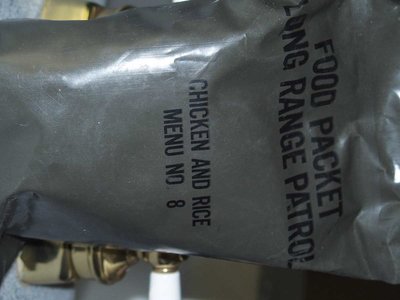 FOOD PACKET
LONG RANGE PATROL
CHICKEN AND RICE
MENU NO. 8